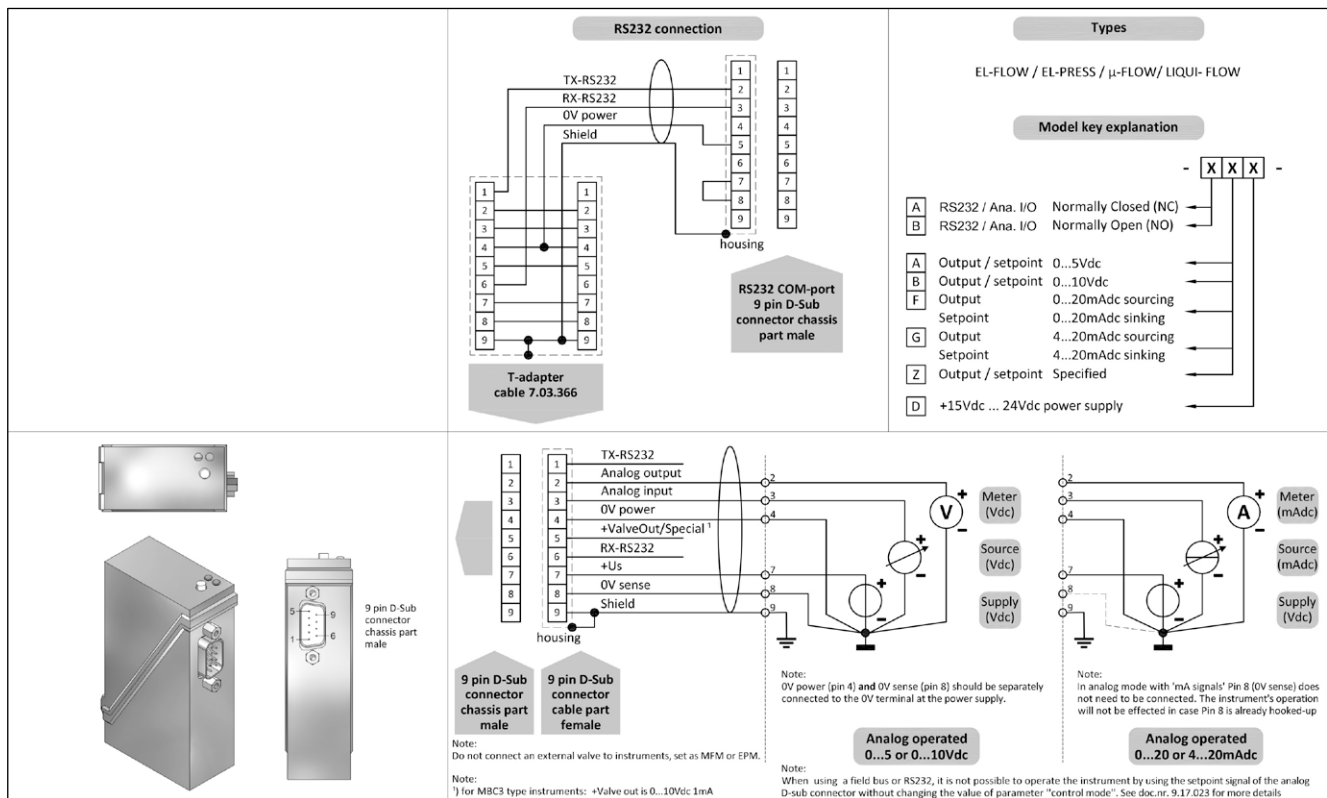 RS232 connection
TX-RS232
RX-RS232
0V power
Shield
1
2
3
4
5
6
7
8
9
1
2
3
4
5
6
7
8
9
housing
1
2
3
4
5
6
7
8
9
1
2
3
4
5
6
7
8
9
RS232 COM-port
9 pin D-Sub
connector chassis
part male
T-adapter
cable 7.03.366
Types
EL-FLOW / EL-PRESS / µ-FLOW/ LIQUI- FLOW
Model key explanation
- X X X -
A RS232 / Ana. I/O Normally Closed (NC)
B RS232 / Ana. I/O Normally Open (NO)
A Output / setpoint 0...5Vdc
B Output / setpoint 0...10Vdc
F Output 0...20mAdc sourcing
Setpoint 0...20mAdc sinking
G Output 4...20mAdc sourcing
Setpoint 4...20mAdc sinking
Z Output / setpoint Specified
D +15Vdc ... 24Vdc power supply
5 9
1 6
9 pin D-Sub
connector
chassis part
male
1
2
3
4
5
6
7
8
9
1
2
3
4
5
6
7
8
9
TX-RS232
Analog output
Analog input
0V power
+ValveOut/Special ¹)
RX-RS232
+Us
0V sense
Shield
housing
9 pin D-Sub
connector
chassis part
male
9 pin D-Sub
connector
cable part
female
Note:
Do not connect an external valve to instruments, set as MFM or EPM.
Note:
¹) for MBC3 type instruments: +Valve out is 0...10Vdc 1mA
2
3
4
7
8
9
V
+
-
+
-
+
-
Meter
(Vdc)
Source
(Vdc)
Supply
(Vdc)
Note:
0V power (pin 4) and 0V sense (pin 8) should be separately
connected to the 0V terminal at the power supply.
Analog operated
0...5 or 0...10Vdc
2
3
4
7
8
9
A
+
-
+
-
+
-
Meter
(mAdc)
Source
(mAdc)
Supply
(Vdc)
Note:
In analog mode with 'mA signals' Pin 8 (0V sense) does
not need to be connected. The instrument's operation
will not be effected in case Pin 8 is already hooked-up
Analog operated
0...20 or 4...20mAdc
Note:
When using a field bus or RS232, it is not possible to operate the instrument by using the setpoint signal of the analog
D-sub connector without changing the value of parameter "control mode". See doc.nr. 9.17.023 for more details